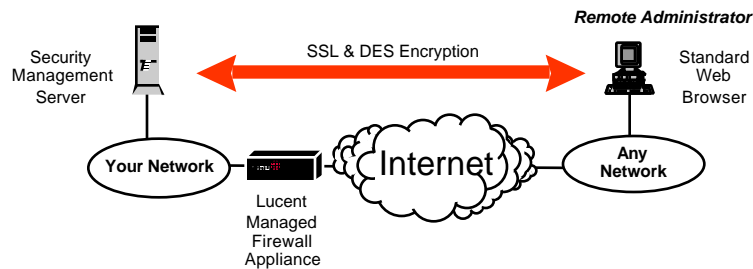 Remote Administrator
Security
Management
Server
SSL & DES Encryption
Standard
Web
Browser
Your Network
Internet
Any
Network
Lucent
Managed
Firewall
Appliance